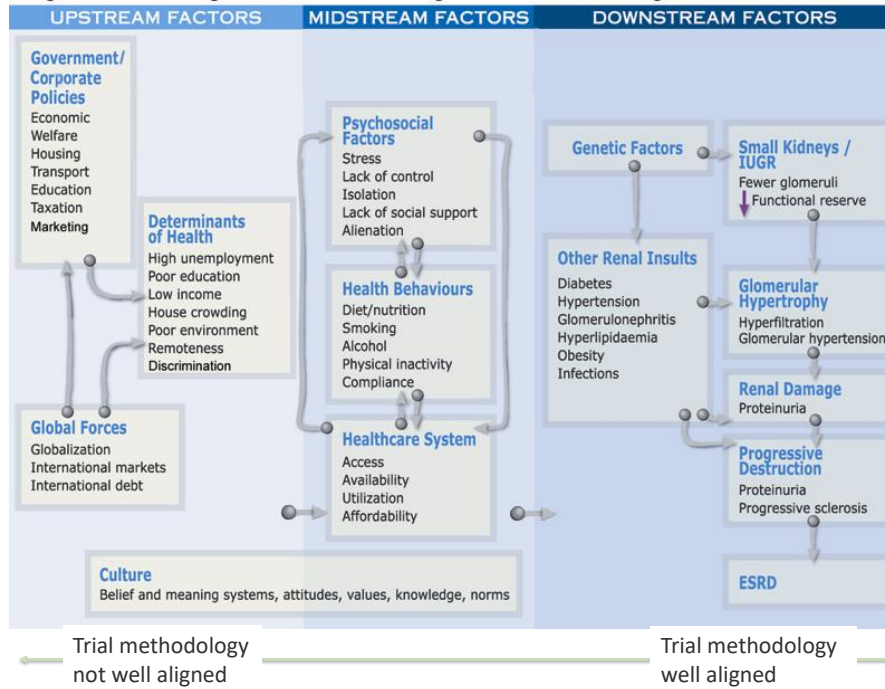 UPSTREAM FACTORS
MIDSTREAM FACTORS
DOWNSTREAM FACTORS
Government/
Corporate
Policies
Economic
Welfare
Housing
Transport
Education
Taxation
Marketing
Determinants
of Health
High unemployment
Poor education
Low income
House crowding
Poor environment
Remoteness
Discrimination
Global Forces
Globalization
International markets
International debt
Psychosocial
Factors
Stress
Lack of control
Isolation
Lack of social support
Alienation
Health Behaviours
Diet/nutrition
Smoking
Alcohol
Physical inactivity
Compliance
Healthcare System
Access
Availability
Utilization
Affordability
Culture
Belief and meaning systems, attitudes, values, knowledge, norms
Genetic Factors
Small Kidneys /
IUGR
Fewer glomeruli
Functional reserve
Other Renal Insults
Diabetes
Hypertension
Glomerulonephritis
Hyperlipidaemia
Obesity
Infections
Glomerular
Hypertrophy
Hyperfiltration
Glomerular hypertension
Renal Damage
Proteinuria
Progressive
Destruction
Proteinuria
Progressive sclerosis
ESRD
Trial methodology
not well aligned
Trial methodology
well aligned